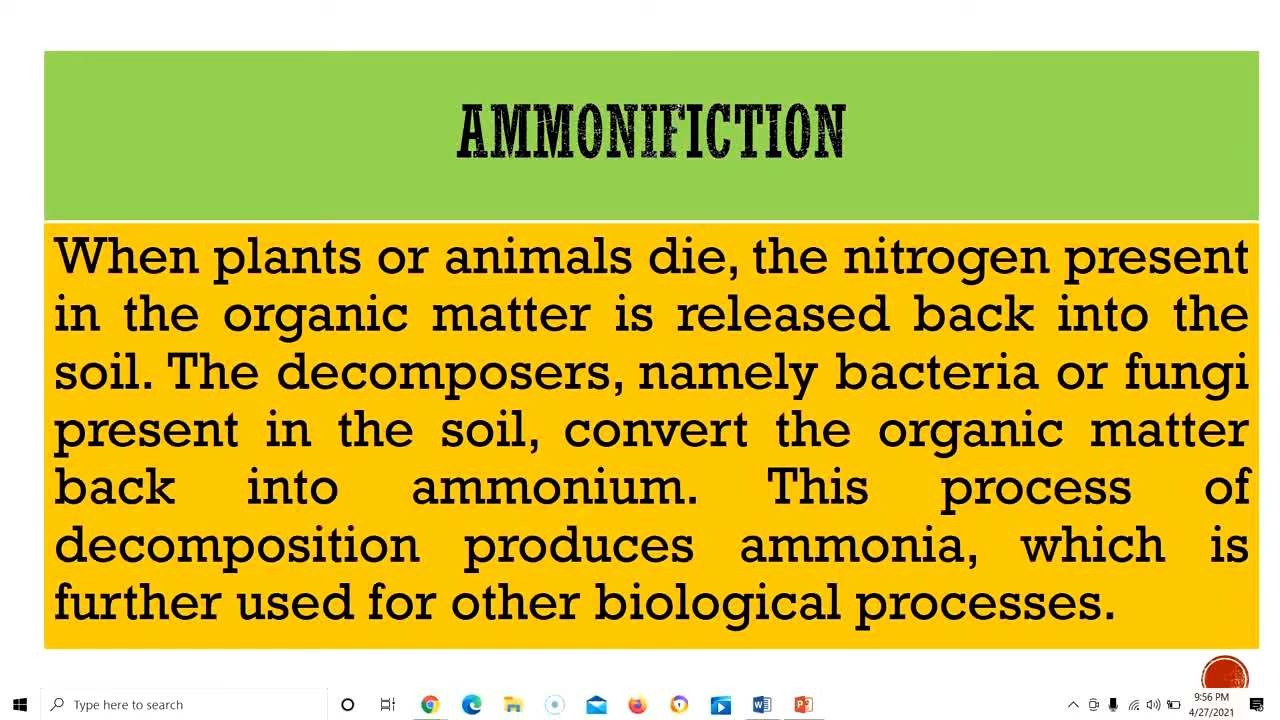 AMMONIFICTION
When plants or animals die, the nitrogen present
in the organic matter is released back into the
soil. The decomposers, namely bacteria or fungi
present in the soil, convert the organic matter
back into ammonium. This process of
decomposition produces ammonia, which is
further used for other biological processes.
Type here to search
9:56 PM
4/27/2021